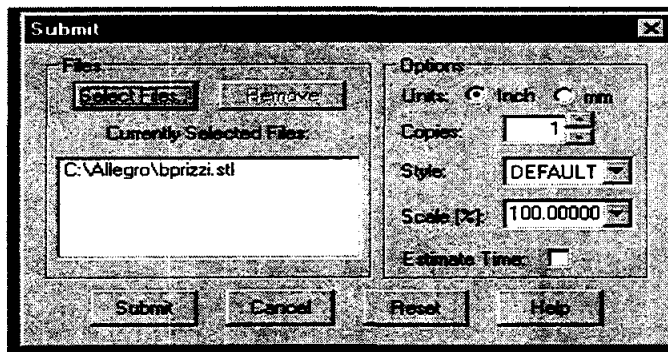 Submit
Files
Select Files...
Remove
Currently Selected Files:
C:\Allegro\bprizzi.stl
Options
Units: Inch mm
Copies: 1
Style: DEFAULT
Scale [%]: 100.00000
Estimate Time:
Submit Cancel Reset Help